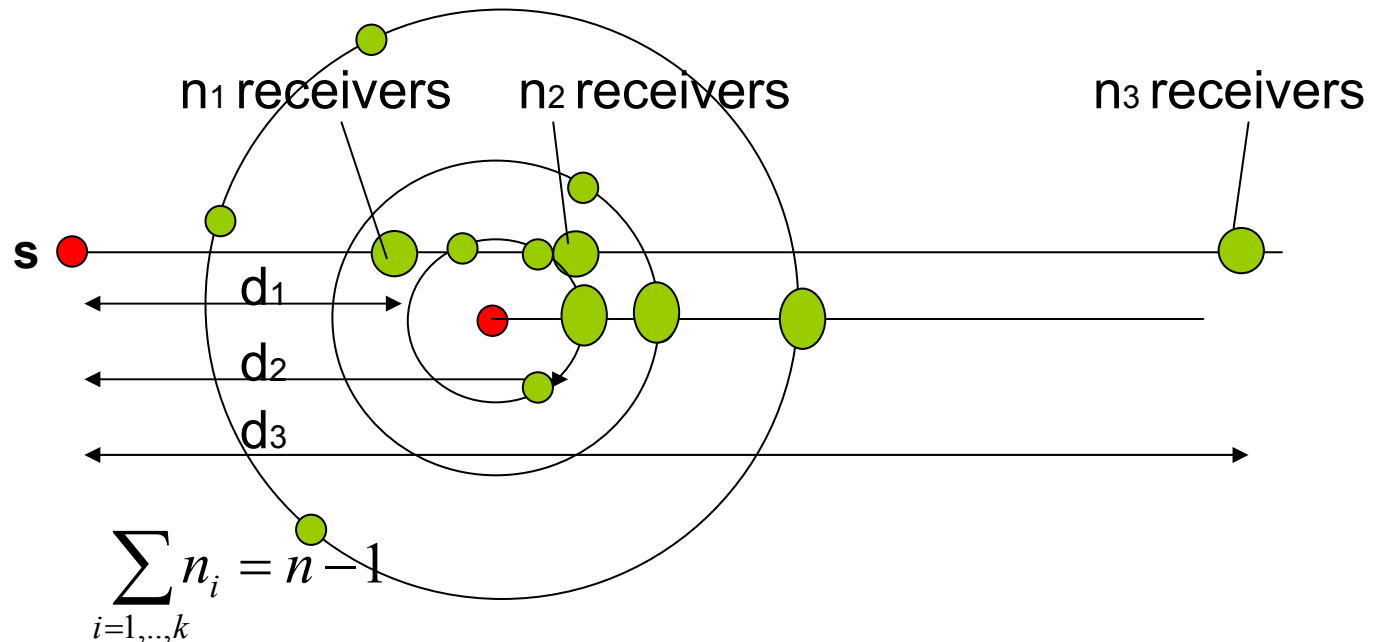 n1 receivers n2 receivers n3 receivers
s
d1
d2
d3
∑ nᵢ = n − 1
i=1,..,k